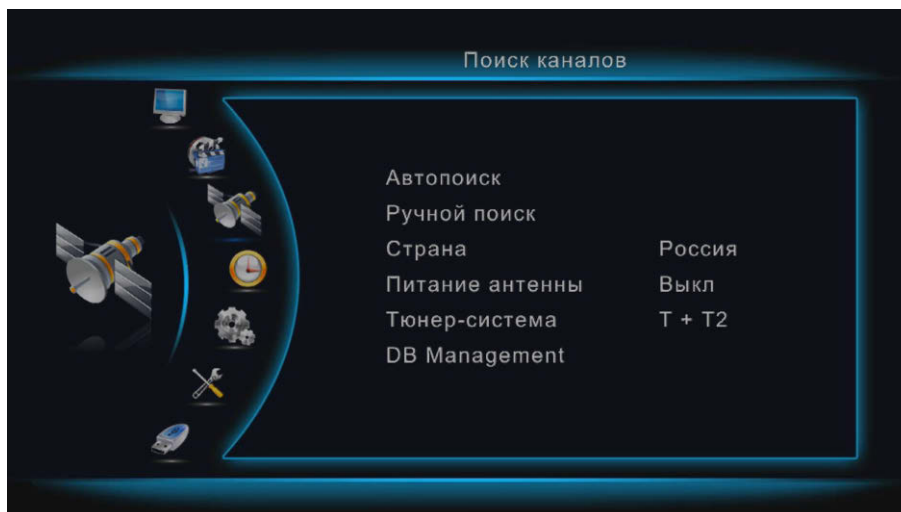 Поиск каналов
Автопоиск
Ручной поиск
Страна Россия
Питание антенны Выкл
Тюнер-система T + T2
DB Management